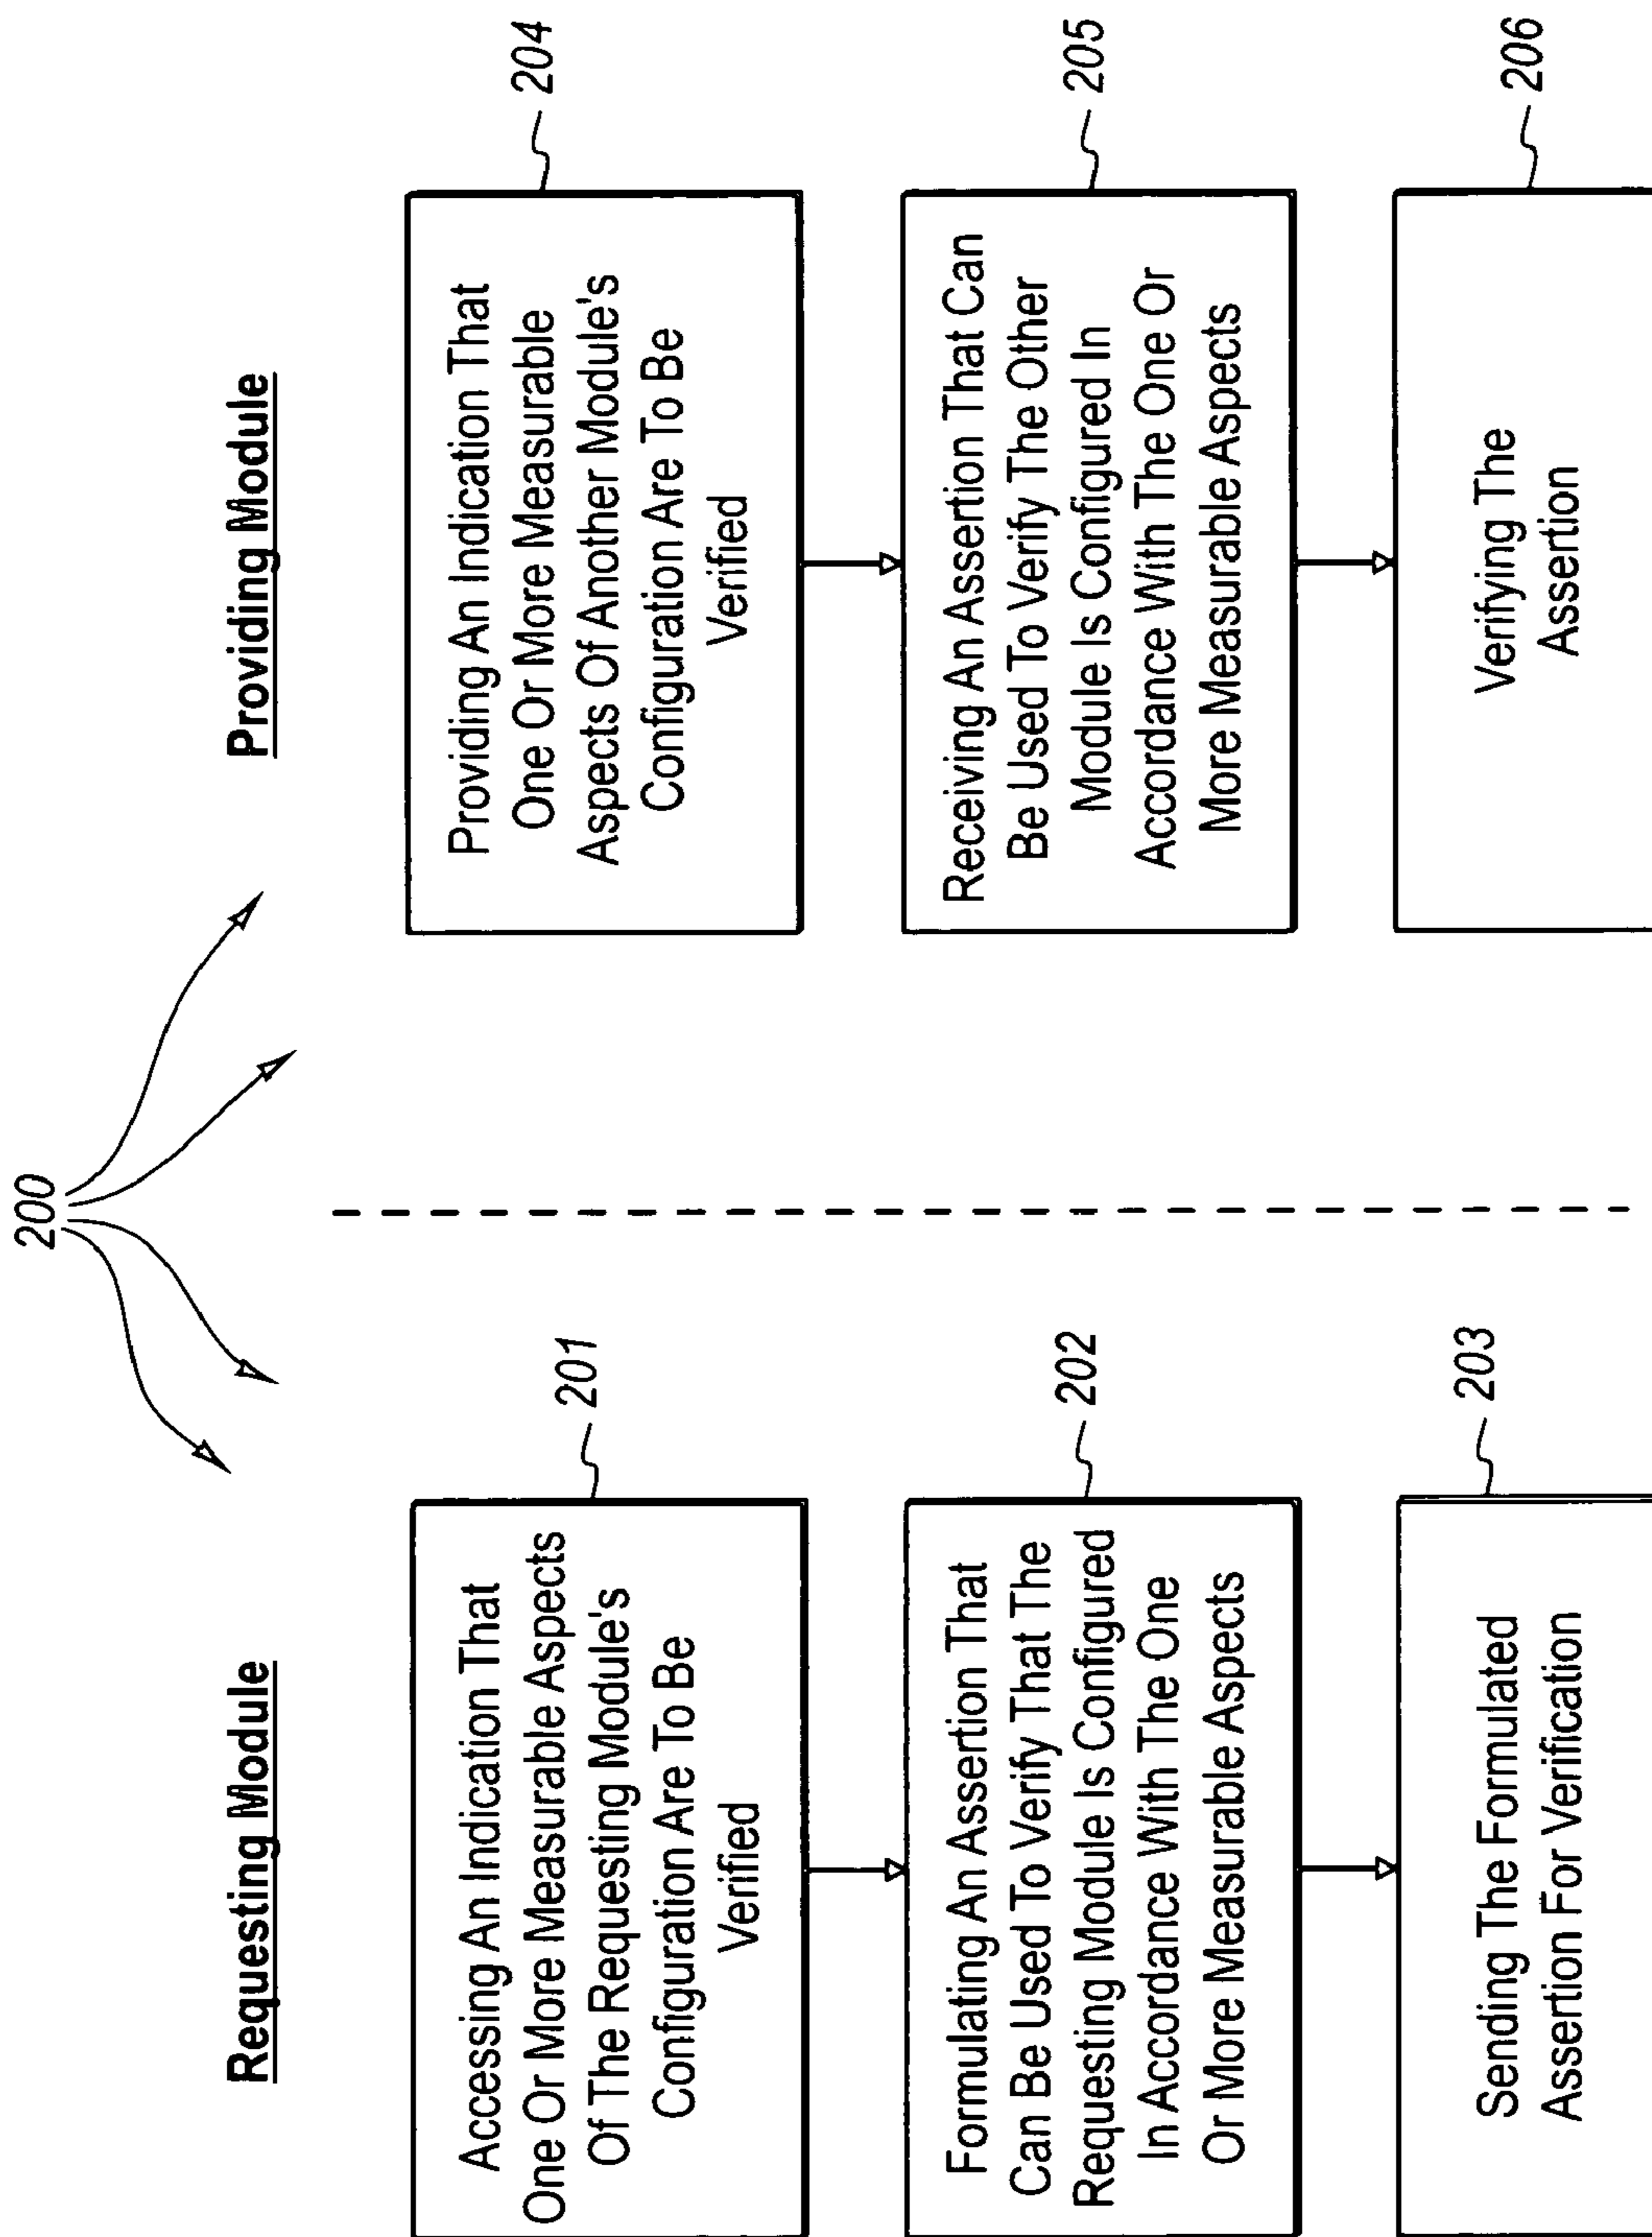 200
Requesting Module
Accessing An Indication That
One Or More Measurable Aspects
Of The Requesting Module's
Configuration Are To Be
Verified
201
Formulating An Assertion That
Can Be Used To Verify That The
Requesting Module Is Configured
In Accordance With The One
Or More Measurable Aspects
202
Sending The Formulated
Assertion For Verification
203
Providing Module
Providing An Indication That
One Or More Measurable
Aspects Of Another Module's
Configuration Are To Be
Verified
204
Receiving An Assertion That Can
Be Used To Verify The Other
Module Is Configured In
Accordance With The One Or
More Measurable Aspects
205
Verifying The
Assertion
206